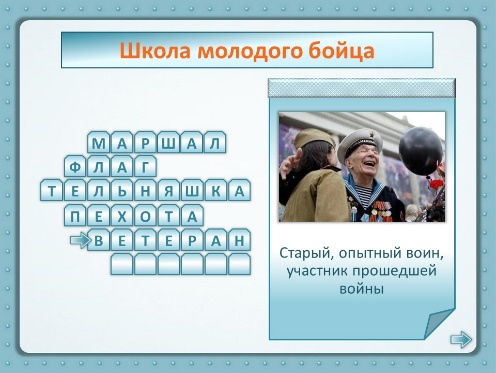 Школа молодого бойца
МАРШАЛ
ФЛАГ
ТЕЛЬНЯШКА
ПЕХОТА
ВЕТЕРАН
Старый, опытный воин,
участник прошедшей
войны